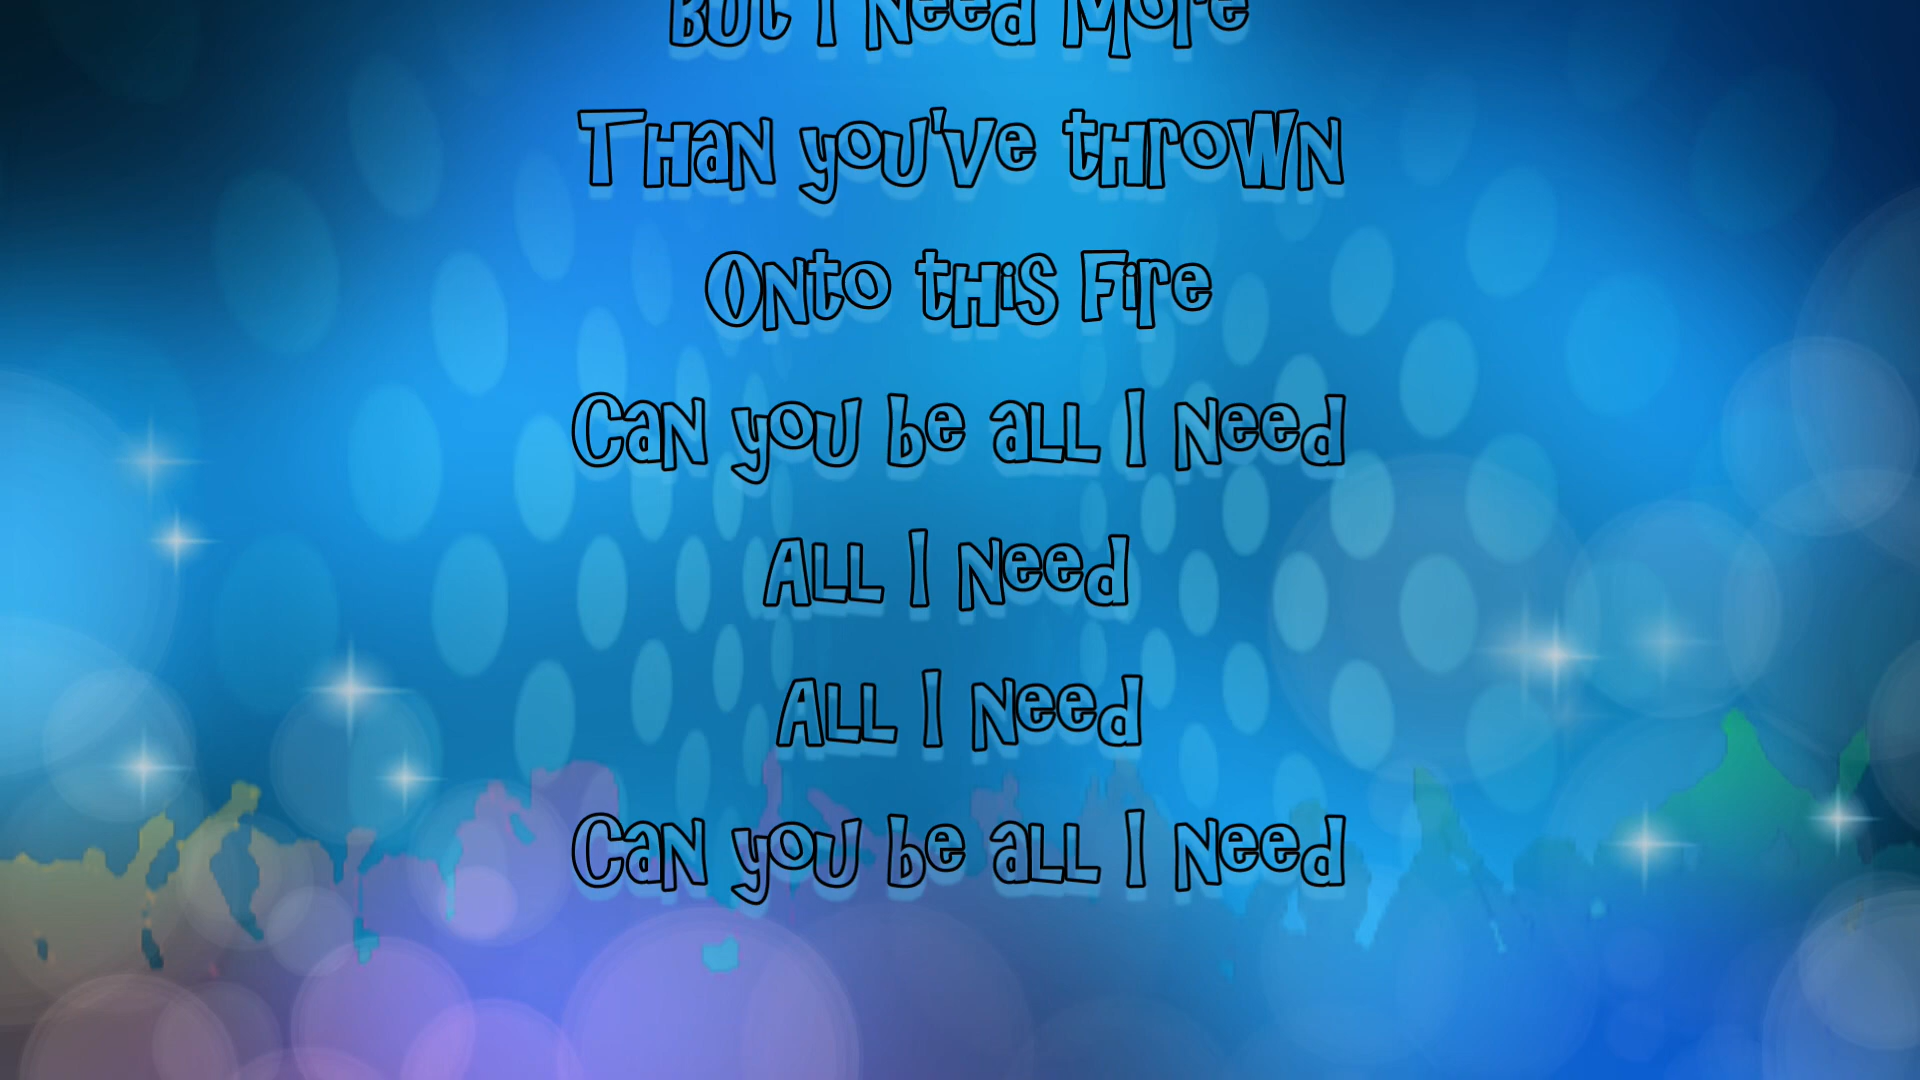 But I Need More
Than you've thrown
Onto this Fire
Can you be all I need
All I need
All I need
Can you be all I need